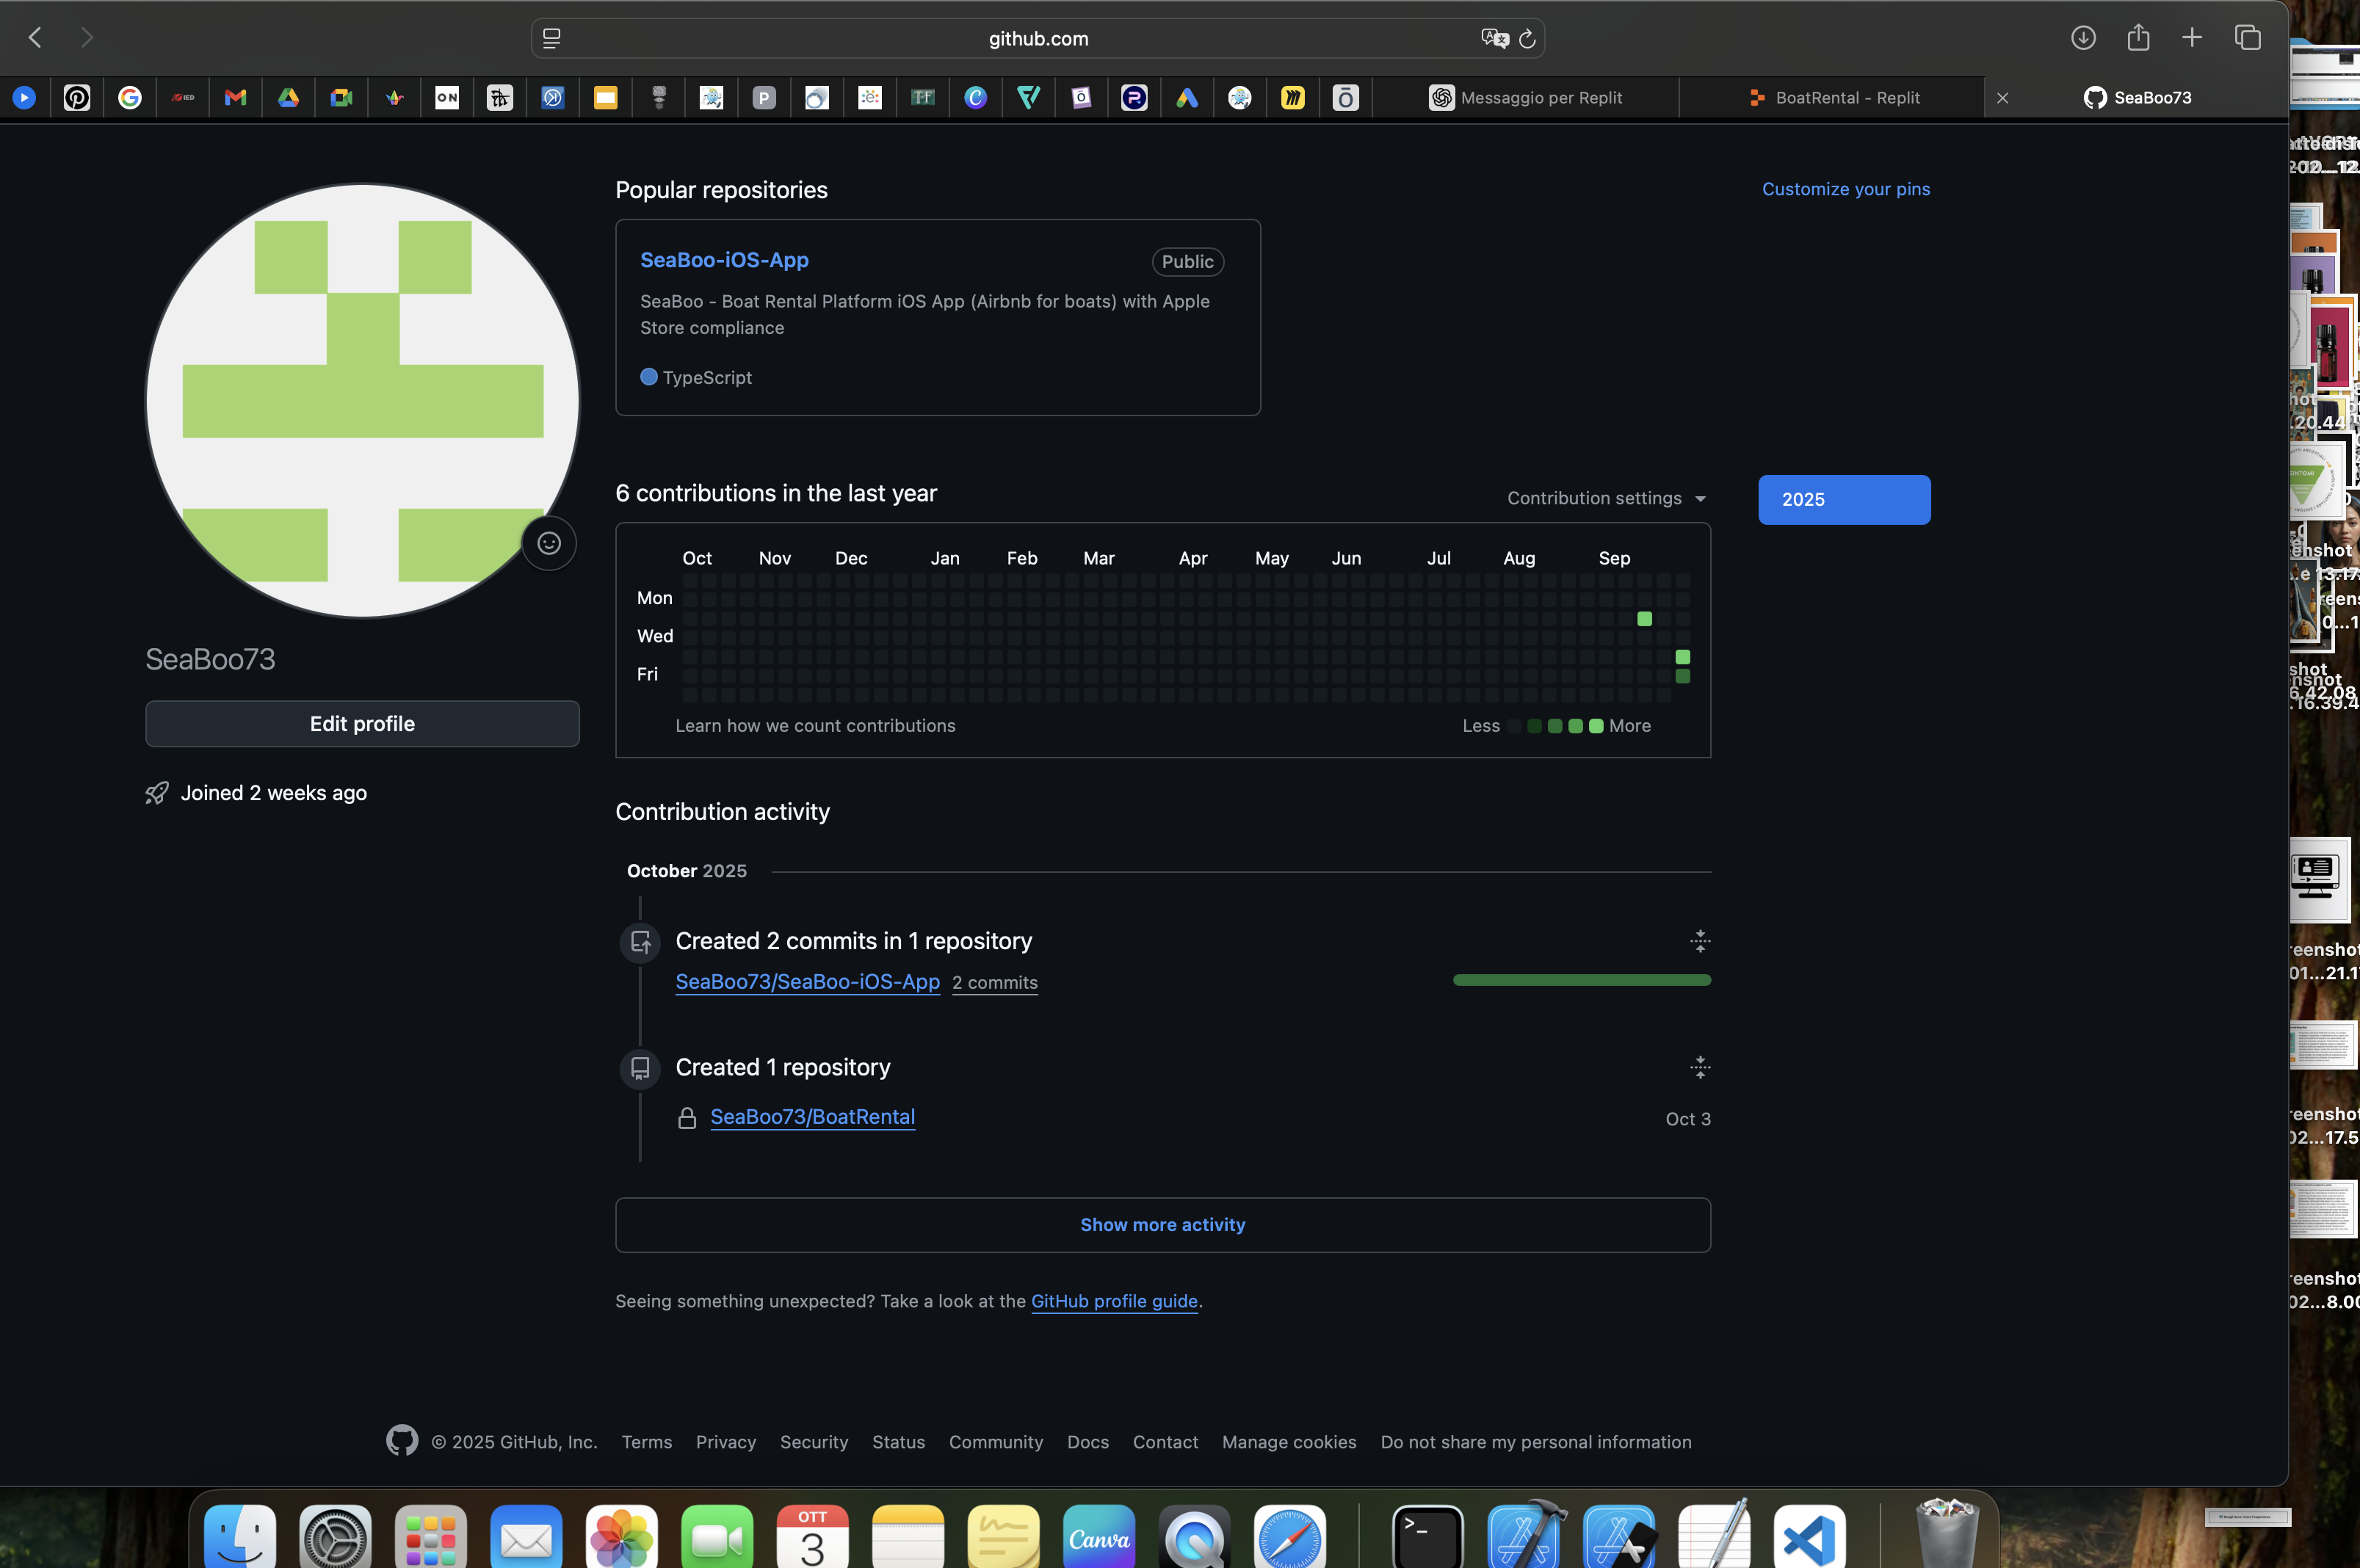 github.com
ON
P
Messaggio per Replit
BoatRental - Replit
SeaBoo73
Popular repositories
Customize your pins
SeaBoo-iOS-App
Public
SeaBoo - Boat Rental Platform iOS App (Airbnb for boats) with Apple
Store compliance
TypeScript
6 contributions in the last year
Contribution settings
2025
Oct Nov Dec Jan Feb Mar Apr May Jun Jul Aug Sep
Mon
Wed
Fri
Learn how we count contributions
Less
More
SeaBoo73
Edit profile
Joined 2 weeks ago
Contribution activity
October 2025
Created 2 commits in 1 repository
SeaBoo73/SeaBoo-iOS-App 2 commits
Created 1 repository
SeaBoo73/BoatRental
Oct 3
Show more activity
Seeing something unexpected? Take a look at the GitHub profile guide.
© 2025 GitHub, Inc.
Terms
Privacy
Security
Status
Community
Docs
Contact
Manage cookies
Do not share my personal information
OTT
3
Canva